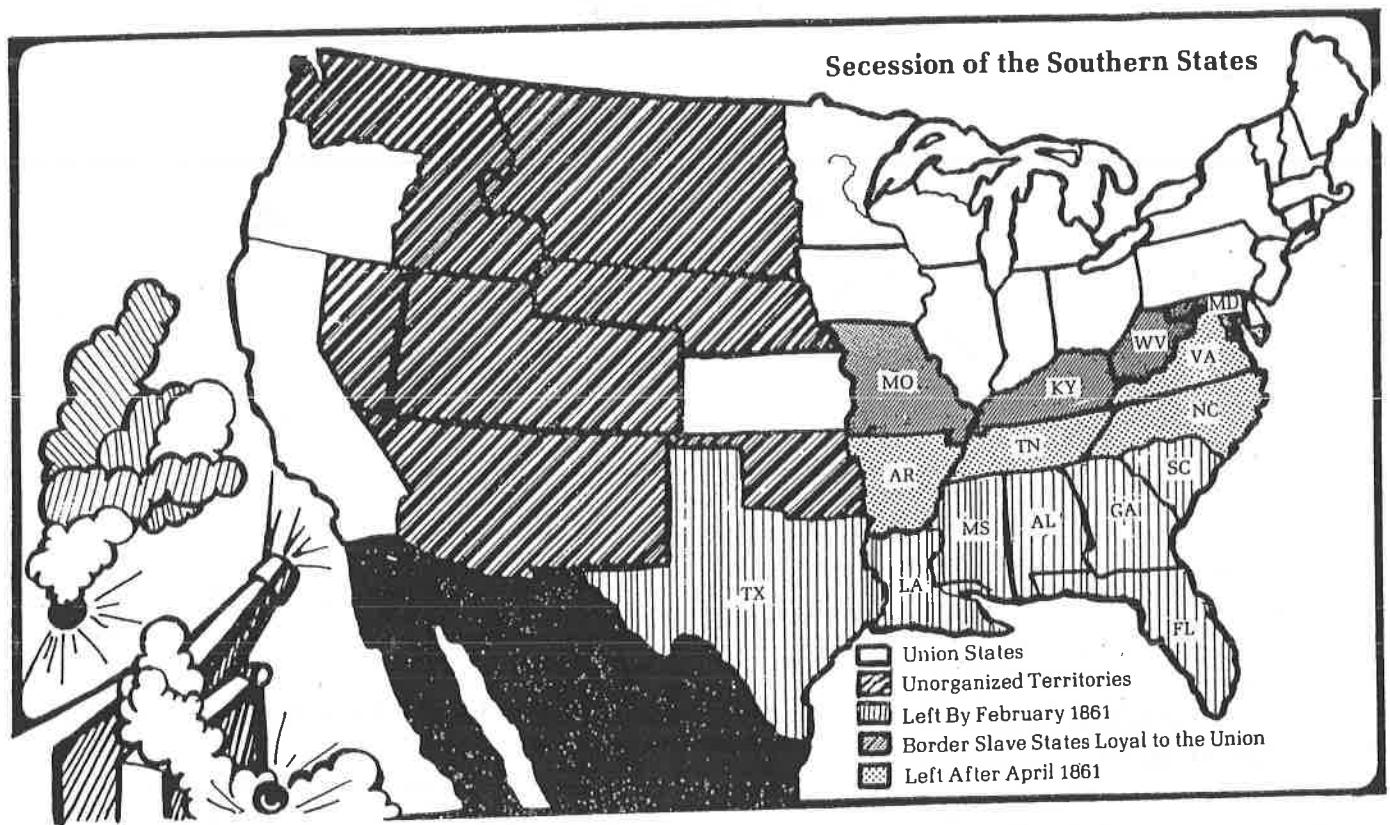 Secession of the Southern States
MD
WV
VA
MO
KY
NC
TN
AR
SC
MS
AL
GA
TX
LA
FL
Union States
Unorganized Territories
Left By February 1861
Border Slave States Loyal to the Union
Left After April 1861